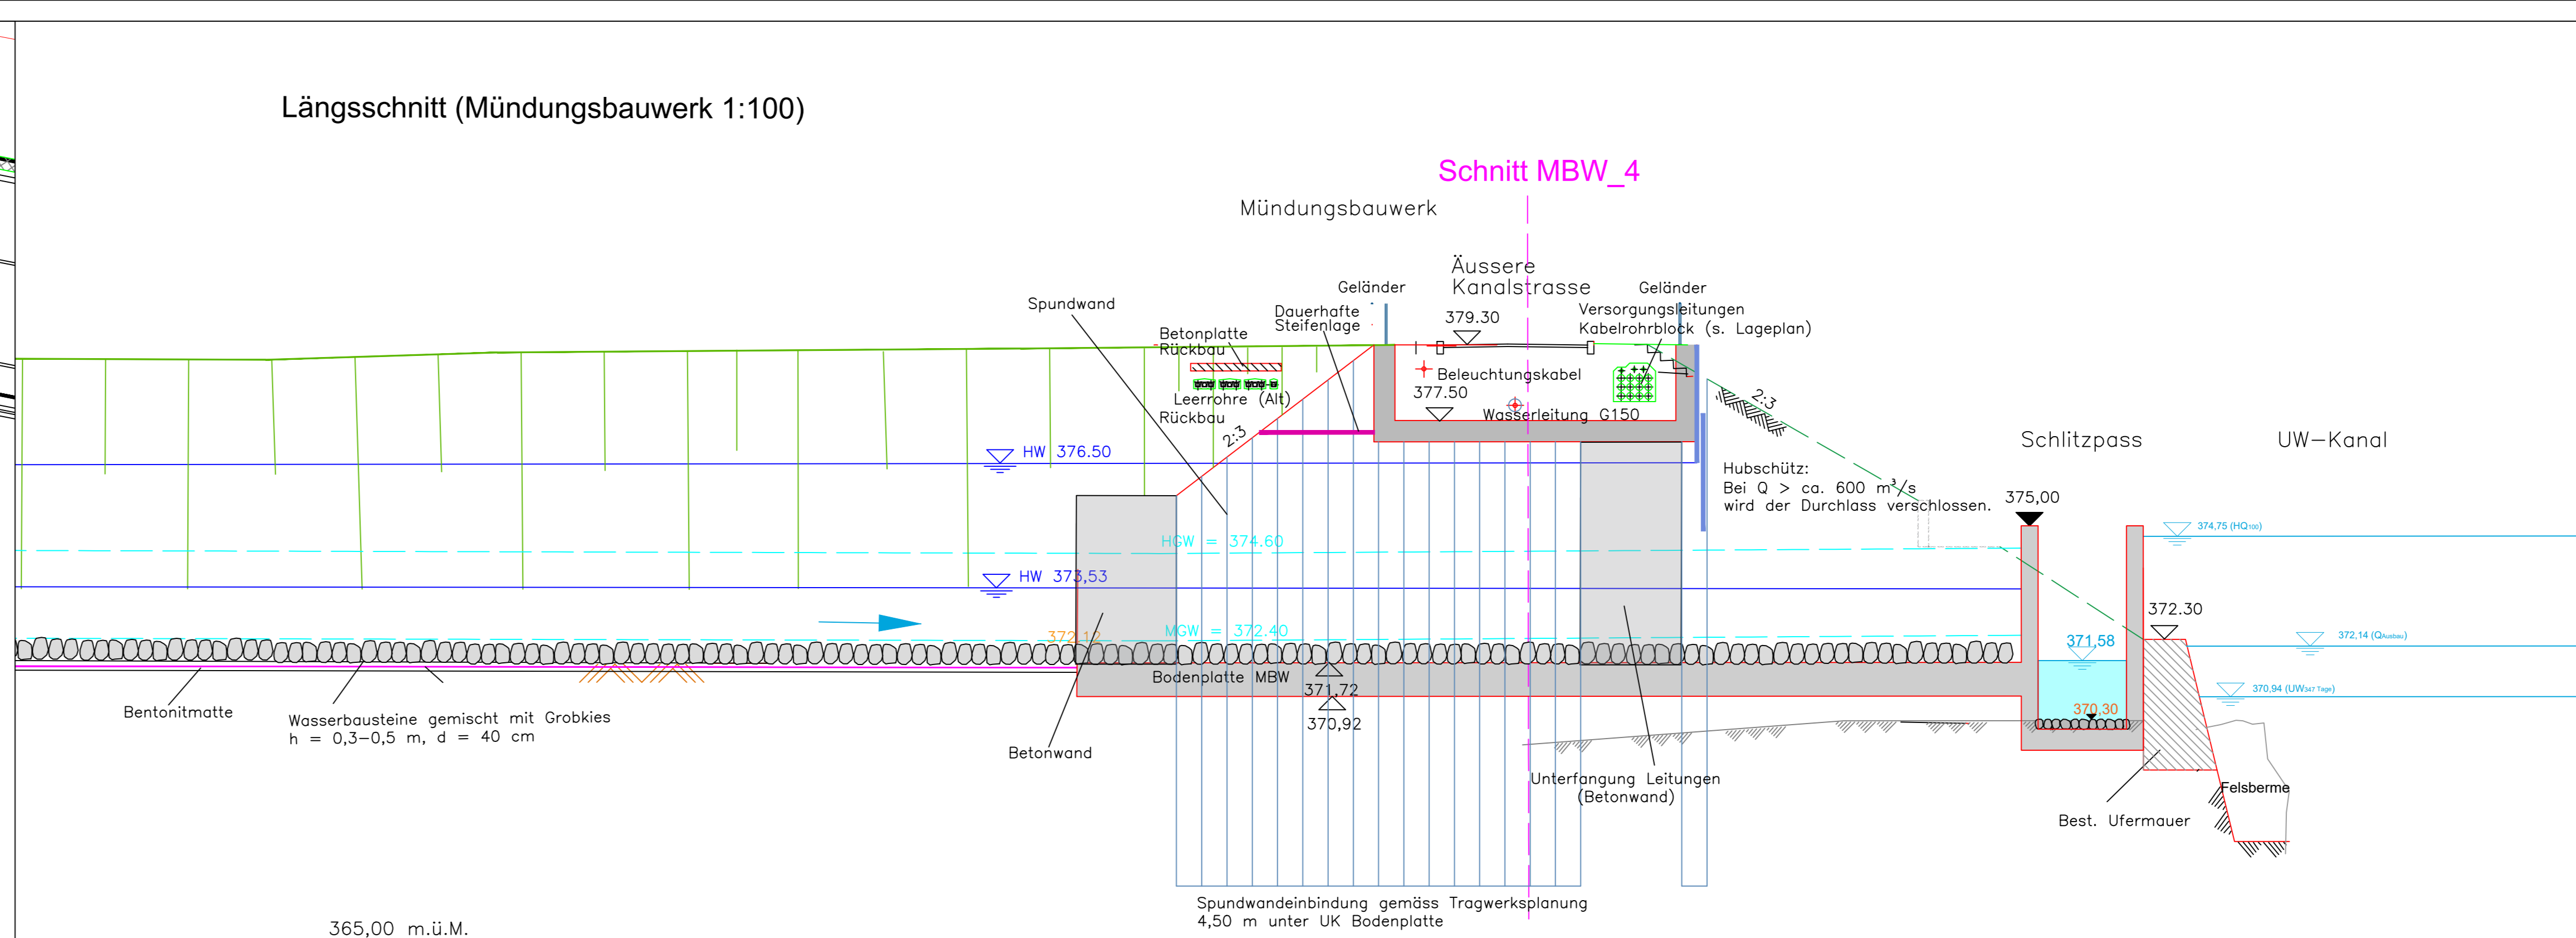 Längsschnitt (Mündungsbauwerk 1:100)
Schnitt MBW_4
Mündungsbauwerk
Äussere
Kanalstrasse
Geländer
Geländer
Spundwand
Dauerhafte
Steifenlage
379.30
Versorgungsleitungen
Kabelrohrblock (s. Lageplan)
Betonplatte
Rückbau
Beleuchtungskabel
377.50
Leerrohre (Alt)
Rückbau
Wasserleitung G150
2:3
2:3
HW 376.50
Schlitzpass
UW-Kanal
Hubschütz:
Bei Q > ca. 600 m³/s
wird der Durchlass verschlossen.
375,00
374,75 (HQ100)
HGW = 374.60
HW 373,53
372.30
MGW = 372.40
372.12
371,58
372,14 (QAusbau)
Bodenplatte MBW
371,72
370,92
370,94 (UW347 Tage)
370.30
Bentonitmatte
Wasserbausteine gemischt mit Grobkies
h = 0,3-0,5 m, d = 40 cm
Betonwand
Unterfangung Leitungen
(Betonwand)
Felsberme
Best. Ufermauer
Spundwandeinbindung gemäss Tragwerksplanung
4,50 m unter UK Bodenplatte
365,00 m.ü.M.